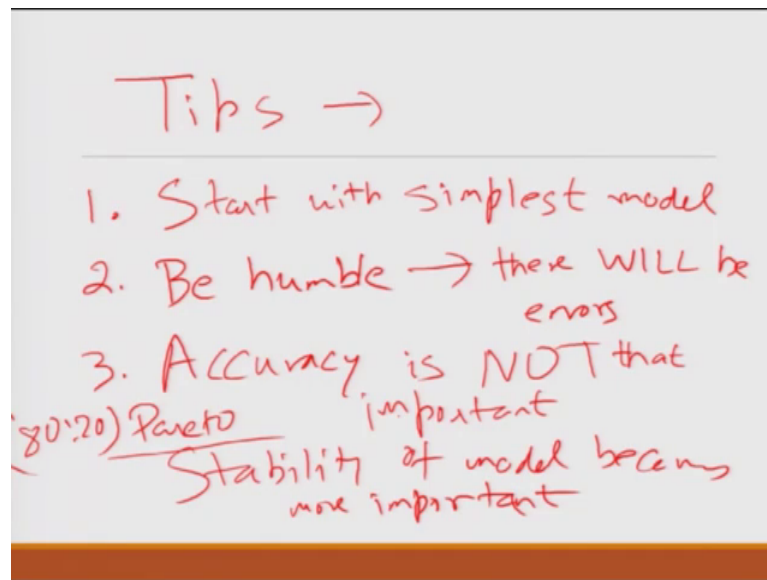 Tips →
1. Start with simplest model
2. Be humble → there WILL be
errors
3. Accuracy is NOT that
important
(80:20) Pareto
Stability of model becomes
more important